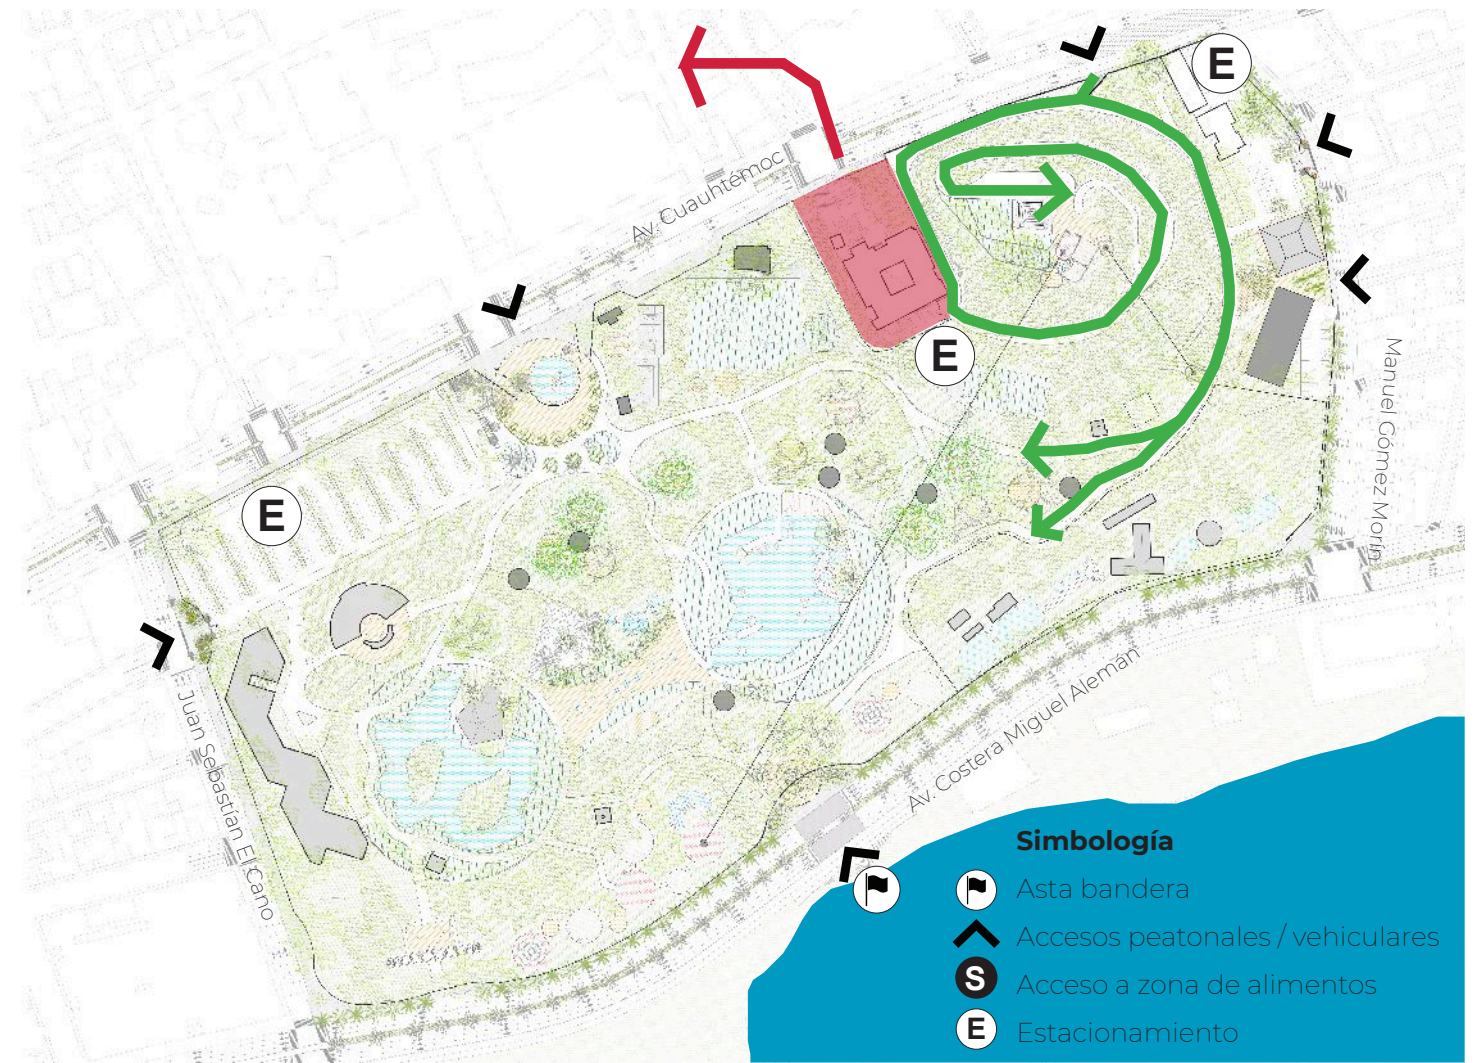 E
Av. Cuauhtémoc
E
E
Manuel Gómez Morín
Juan Sebastían El Cano
Av. Costera Miguel Alemán
Simbología
Asta bandera
Accesos peatonales / vehiculares
S Acceso a zona de alimentos
E Estacionamiento